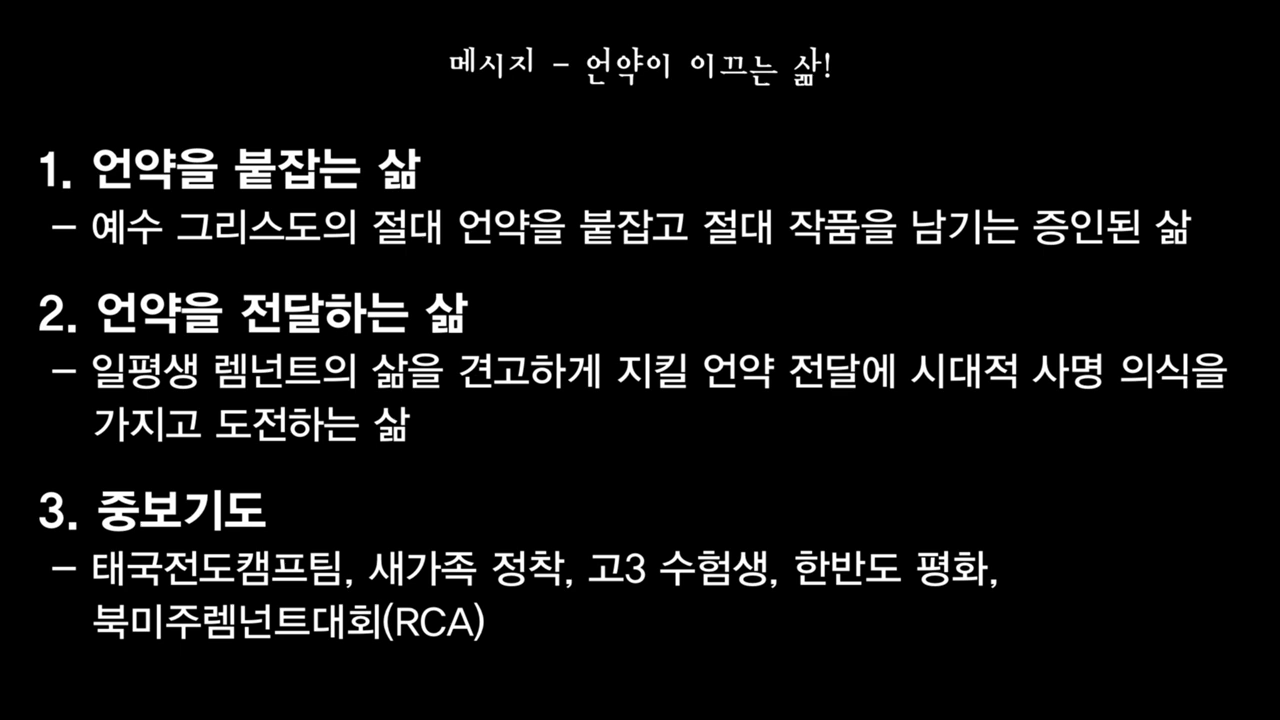 메시지 - 언약이 이끄는 삶!
1. 언약을 붙잡는 삶
- 예수 그리스도의 절대 언약을 붙잡고 절대 작품을 남기는 증인된 삶
2. 언약을 전달하는 삶
- 일평생 렘넌트의 삶을 견고하게 지킬 언약 전달에 시대적 사명 의식을
가지고 도전하는 삶
3. 중보기도
- 태국전도캠프팀, 새가족 정착, 고3 수험생, 한반도 평화,
북미주렘넌트대회(RCA)